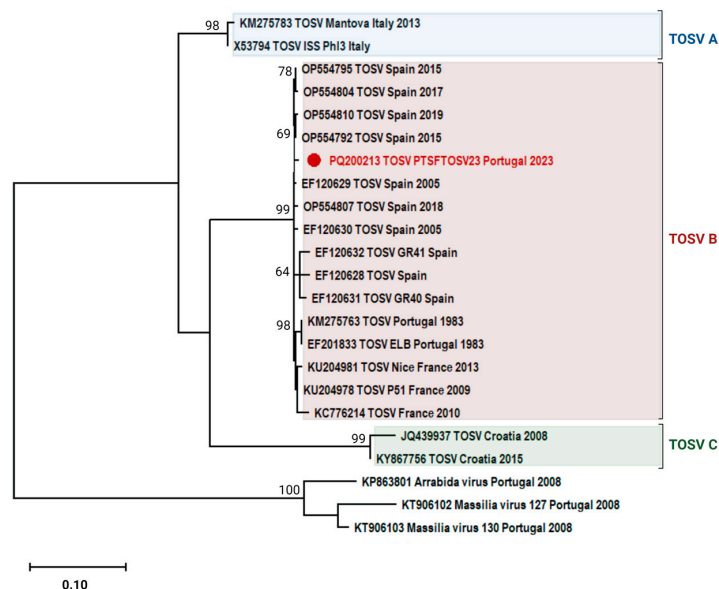 98
KM275783 TOSV Mantova Italy 2013
X53794 TOSV ISS Phl3 Italy
TOSV A
78
OP554795 TOSV Spain 2015
OP554804 TOSV Spain 2017
OP554810 TOSV Spain 2019
69
OP554792 TOSV Spain 2015
PQ200213 TOSV PTSFTOSV23 Portugal 2023
EF120629 TOSV Spain 2005
99
OP554807 TOSV Spain 2018
EF120630 TOSV Spain 2005
TOSV B
EF120632 TOSV GR41 Spain
64
EF120628 TOSV Spain
EF120631 TOSV GR40 Spain
98
KM275763 TOSV Portugal 1983
EF201833 TOSV ELB Portugal 1983
KU204981 TOSV Nice France 2013
KU204978 TOSV P51 France 2009
KC776214 TOSV France 2010
99
JQ439937 TOSV Croatia 2008
KY867756 TOSV Croatia 2015
TOSV C
KP863801 Arrabida virus Portugal 2008
100
KT906102 Massilia virus 127 Portugal 2008
KT906103 Massilia virus 130 Portugal 2008
0.10